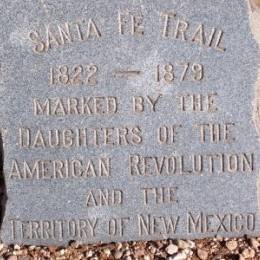 SANTA FE TRAIL
1822 — 1879
MARKED BY THE
DAUGHTERS OF THE
AMERICAN REVOLUTION
AND THE
TERRITORY OF NEW MEXICO